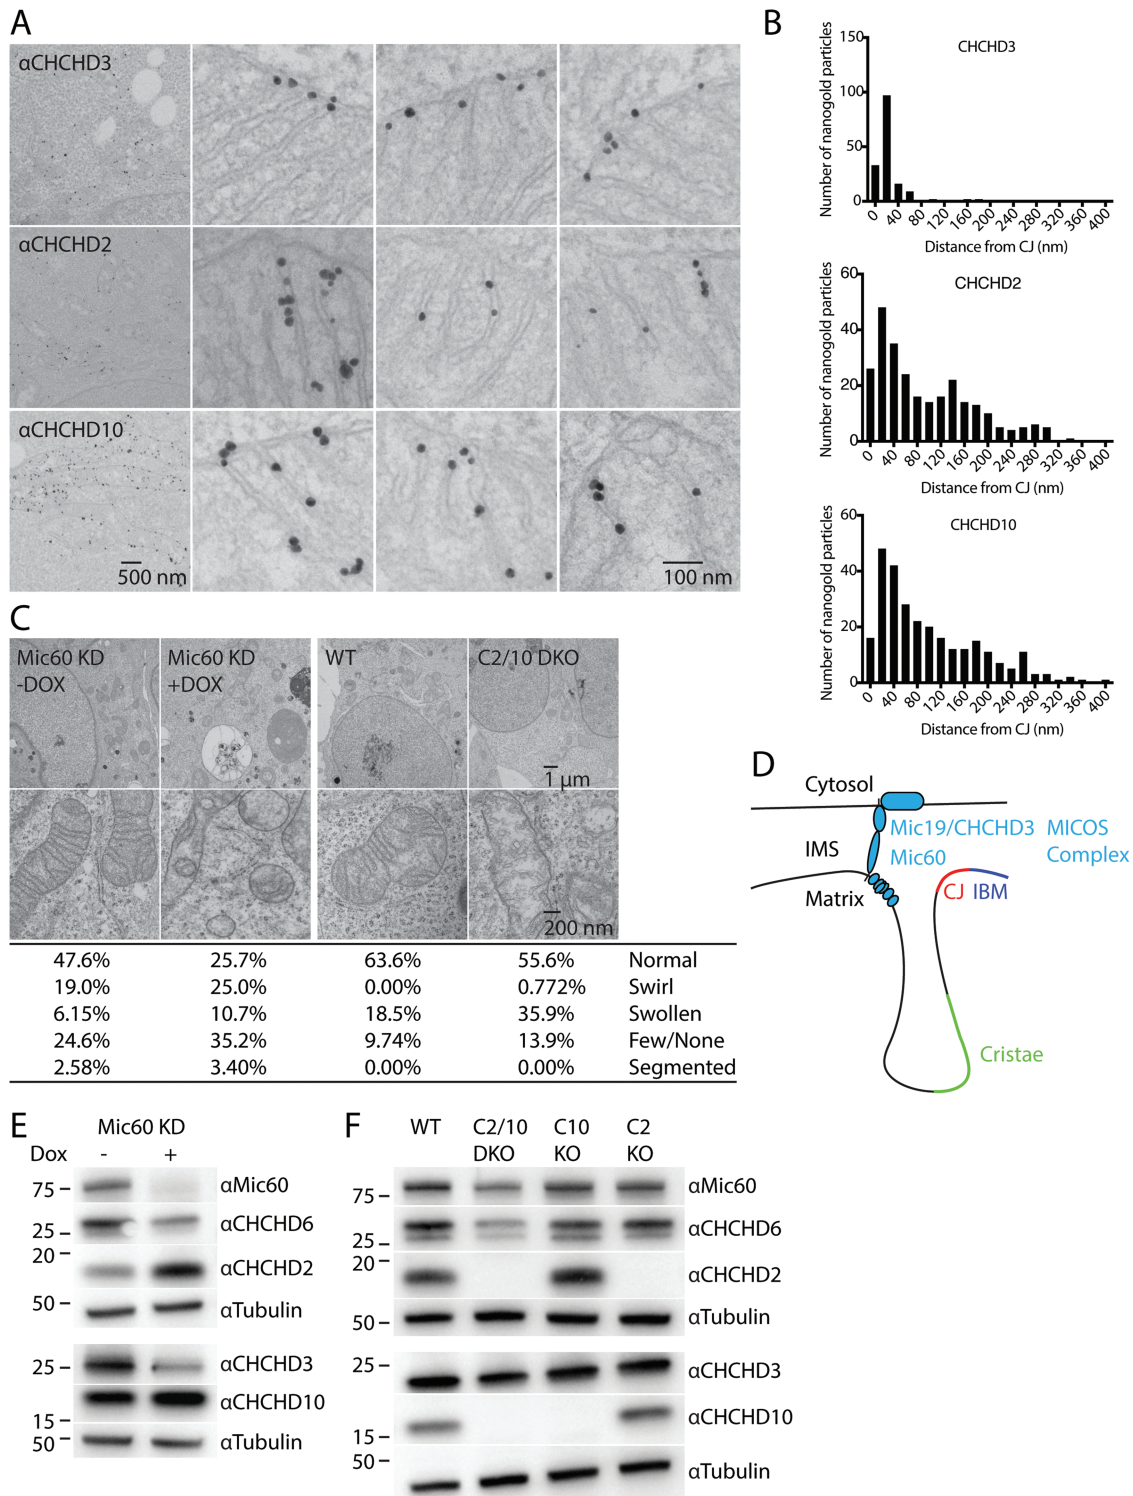 A
αCHCHD3
αCHCHD2
αCHCHD10
500 nm
100 nm
B
CHCHD3
Number of nanogold particles
150
100
50
0
0 40 80 120 160 200 240 280 320 360 400
Distance from CJ (nm)
CHCHD2
Number of nanogold particles
60
40
20
0
0 40 80 120 160 200 240 280 320 360 400
Distance from CJ (nm)
CHCHD10
Number of nanogold particles
60
40
20
0
0 40 80 120 160 200 240 280 320 360 400
Distance from CJ (nm)
C
Mic60 KD
-DOX
Mic60 KD
+DOX
WT
C2/10 DKO
1 μm
200 nm
47.6% 25.7% 63.6% 55.6% Normal
19.0% 25.0% 0.00% 0.772% Swirl
6.15% 10.7% 18.5% 35.9% Swollen
24.6% 35.2% 9.74% 13.9% Few/None
2.58% 3.40% 0.00% 0.00% Segmented
D
Cytosol
Mic19/CHCHD3
Mic60
MICOS
Complex
IMS
Matrix
CJ IBM
Cristae
E
Mic60 KD
Dox - +
75 αMic60
25 αCHCHD6
20 αCHCHD2
50 αTubulin
25 αCHCHD3
αCHCHD10
15
50 αTubulin
F
WT C2/10 C10 C2
DKO KO KO
75 αMic60
αCHCHD6
25
20 αCHCHD2
50 αTubulin
25 αCHCHD3
αCHCHD10
15
50 αTubulin